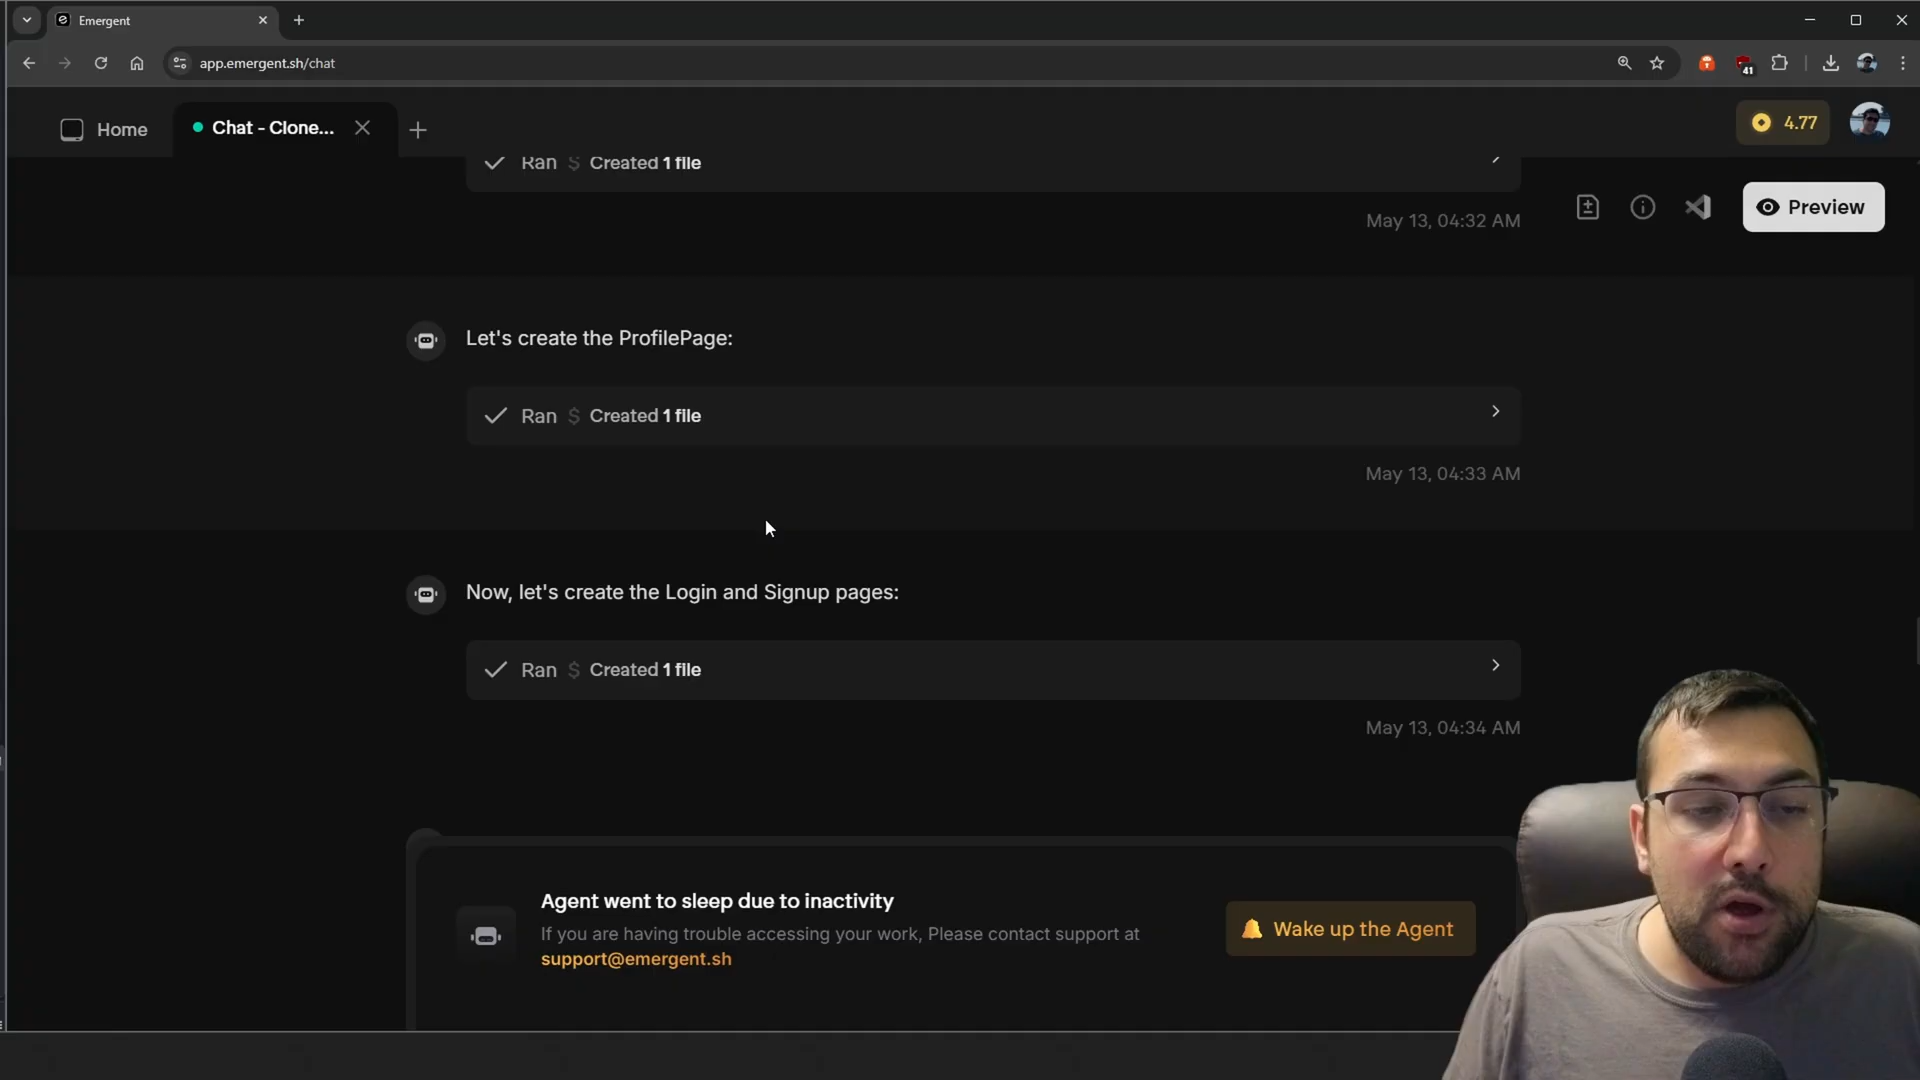 Emergent
app.emergent.sh/chat
41
Home
Chat - Clone...
4.77
Ran $ Created 1 file
May 13, 04:32 AM
Preview
Let's create the ProfilePage:
Ran $ Created 1 file
May 13, 04:33 AM
Now, let's create the Login and Signup pages:
Ran $ Created 1 file
May 13, 04:34 AM
Agent went to sleep due to inactivity
If you are having trouble accessing your work, Please contact support at
support@emergent.sh
Wake up the Agent